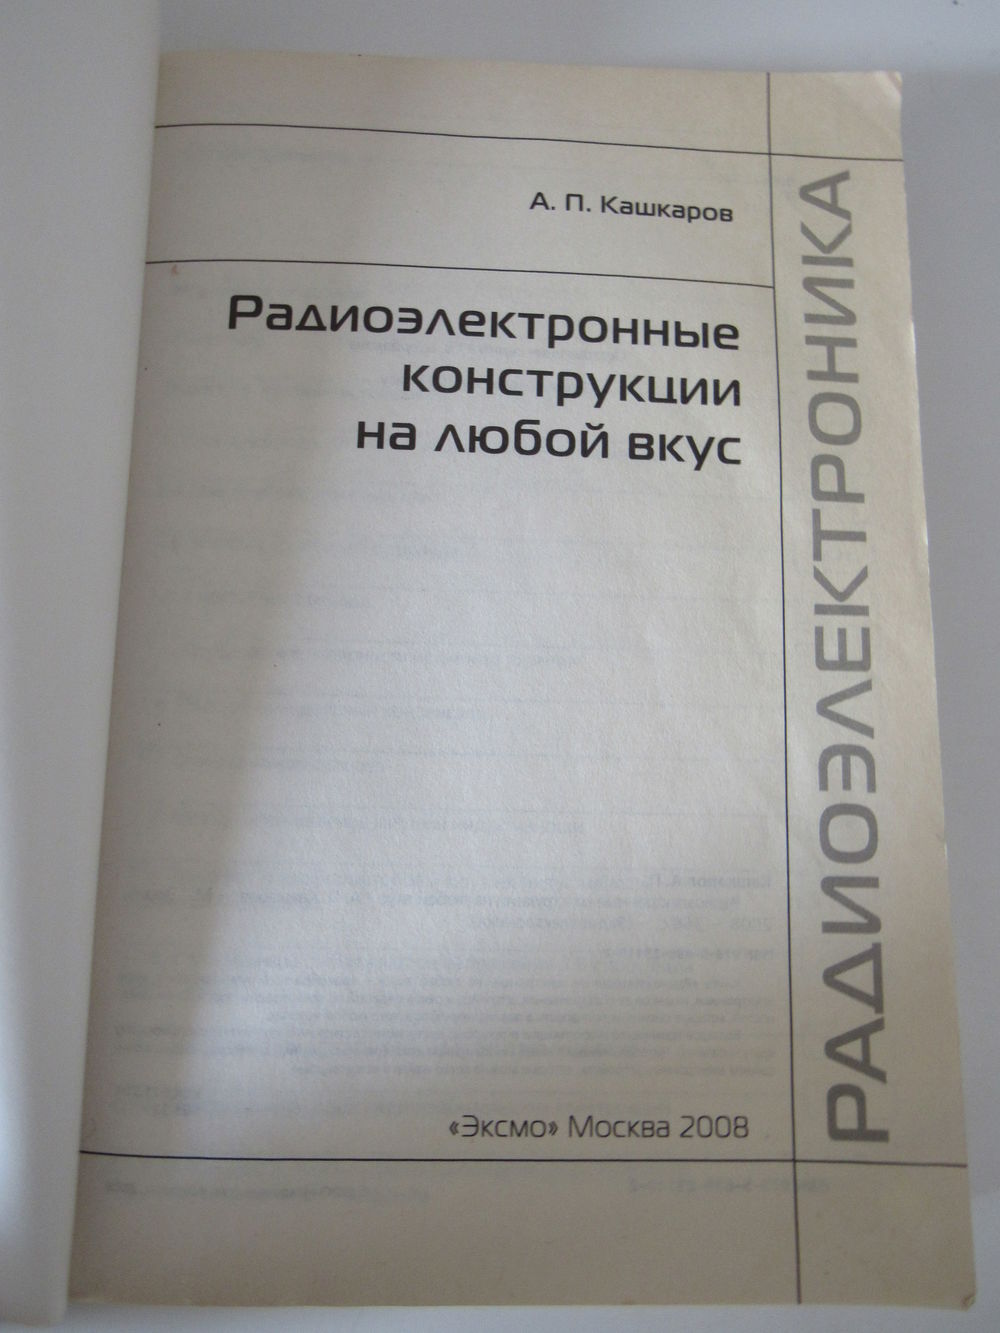 А. П. Кашкаров
Радиоэлектронные
конструкции
на любой вкус
«Эксмо» Москва 2008
РАДИОЭЛЕКТРОНИКА